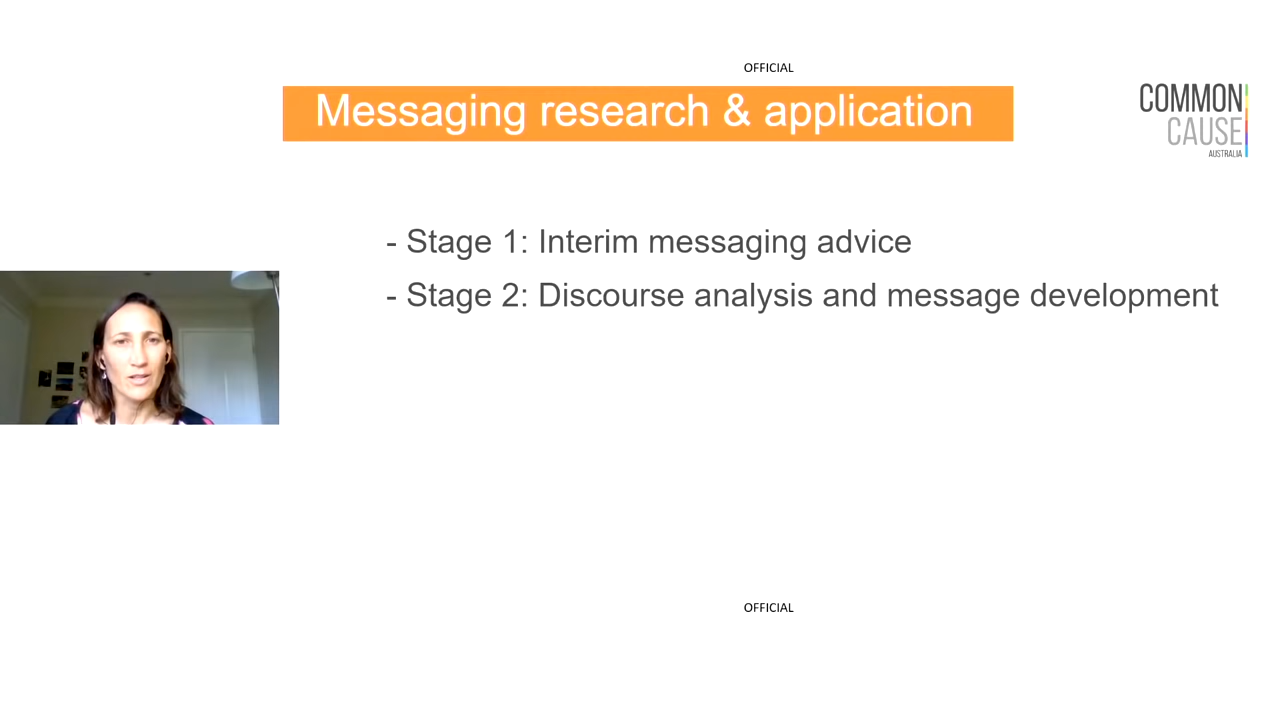 OFFICIAL
Messaging research & application
COMMON
CAUSE
AUSTRALIA
- Stage 1: Interim messaging advice
- Stage 2: Discourse analysis and message development
OFFICIAL